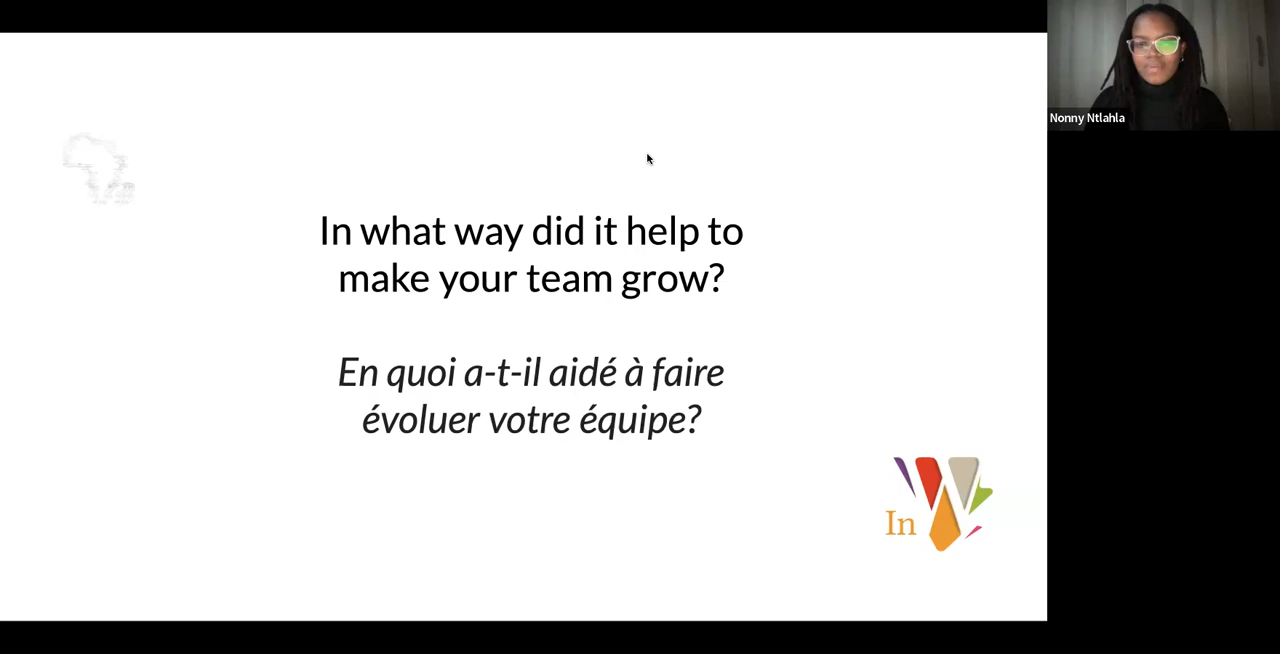 In what way did it help to
make your team grow?
En quoi a-t-il aidé à faire
évoluer votre équipe?
In W
Nonny Ntlahla